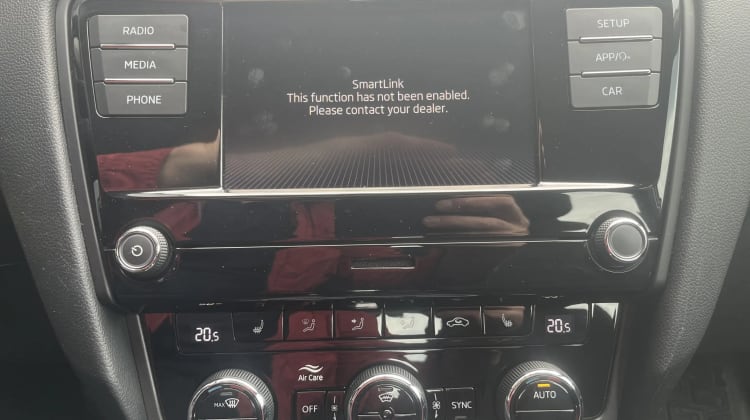 RADIO
MEDIA
PHONE
SmartLink
This function has not been enabled.
Please contact your dealer.
SETUP
APP/
CAR
20.5
20.5
Air Care
MAX
OFF
SYNC
AUTO